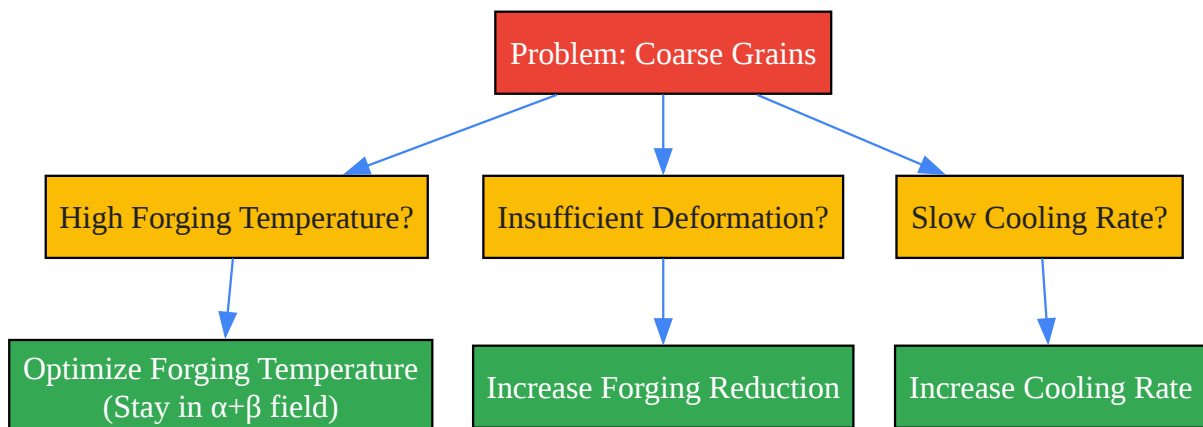 Problem: Coarse Grains
High Forging Temperature?
Insufficient Deformation?
Slow Cooling Rate?
Optimize Forging Temperature
(Stay in α+β field)
Increase Forging Reduction
Increase Cooling Rate